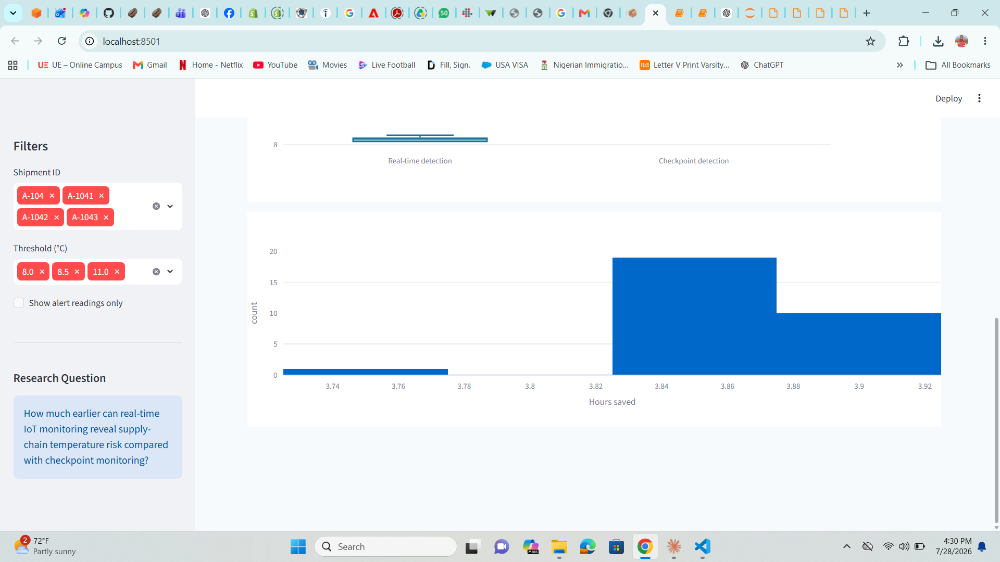 localhost:8501
UE – Online Campus
Gmail
Home - Netflix
YouTube
Movies
Live Football
Fill, Sign.
USA VISA
Nigerian Immigratio...
Letter V Print Varsity...
ChatGPT
All Bookmarks
Deploy
Filters
Shipment ID
A-104
A-1041
A-1042
A-1043
Threshold (°C)
8.0
8.5
11.0
Show alert readings only
Research Question
How much earlier can real-time
IoT monitoring reveal supply-
chain temperature risk compared
with checkpoint monitoring?
8
Real-time detection
Checkpoint detection
20
15
10
5
0
count
3.74
3.76
3.78
3.8
3.82
3.84
3.86
3.88
3.9
3.92
Hours saved
2
72°F
Partly sunny
Search
M365
4:30 PM
7/28/2026